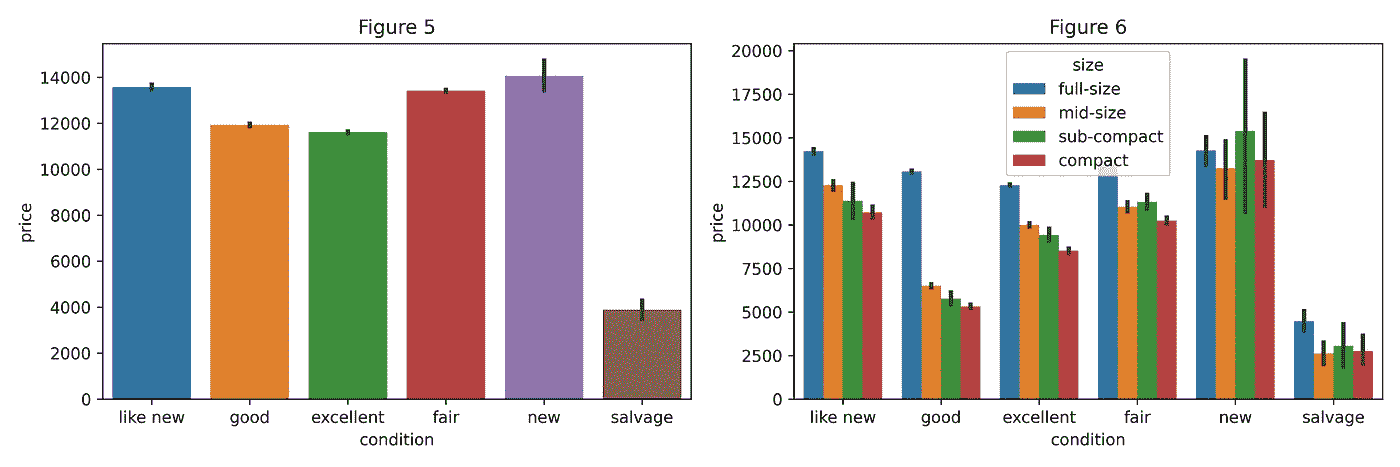 Figure 5
14000
12000
10000
8000
6000
4000
2000
0
price
like new good excellent fair new salvage
condition
Figure 6
20000
17500
15000
12500
10000
7500
5000
2500
0
price
size
full-size
mid-size
sub-compact
compact
like new good excellent fair new salvage
condition